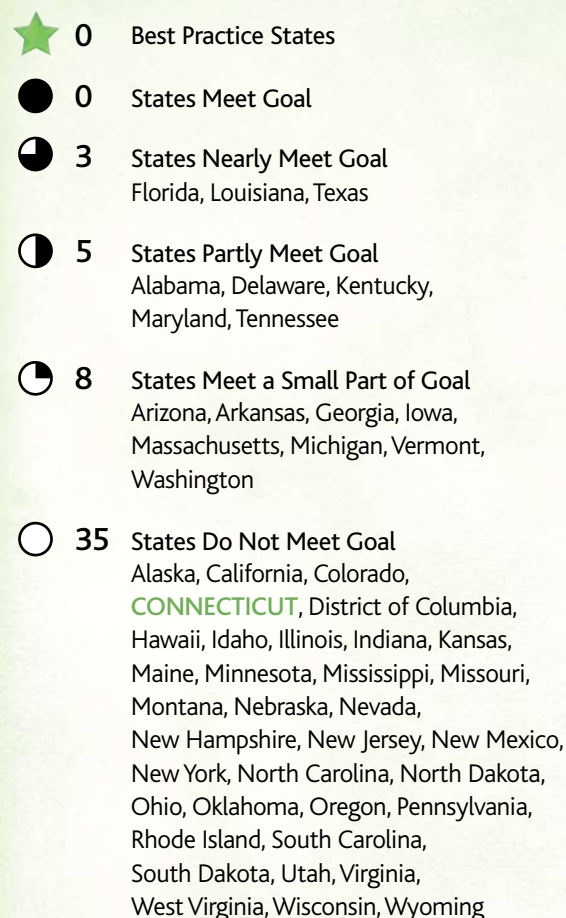 0 Best Practice States
0 States Meet Goal
3 States Nearly Meet Goal
Florida, Louisiana, Texas
5 States Partly Meet Goal
Alabama, Delaware, Kentucky,
Maryland, Tennessee
8 States Meet a Small Part of Goal
Arizona, Arkansas, Georgia, Iowa,
Massachusetts, Michigan, Vermont,
Washington
35 States Do Not Meet Goal
Alaska, California, Colorado,
CONNECTICUT, District of Columbia,
Hawaii, Idaho, Illinois, Indiana, Kansas,
Maine, Minnesota, Mississippi, Missouri,
Montana, Nebraska, Nevada,
New Hampshire, New Jersey, New Mexico,
New York, North Carolina, North Dakota,
Ohio, Oklahoma, Oregon, Pennsylvania,
Rhode Island, South Carolina,
South Dakota, Utah, Virginia,
West Virginia, Wisconsin, Wyoming